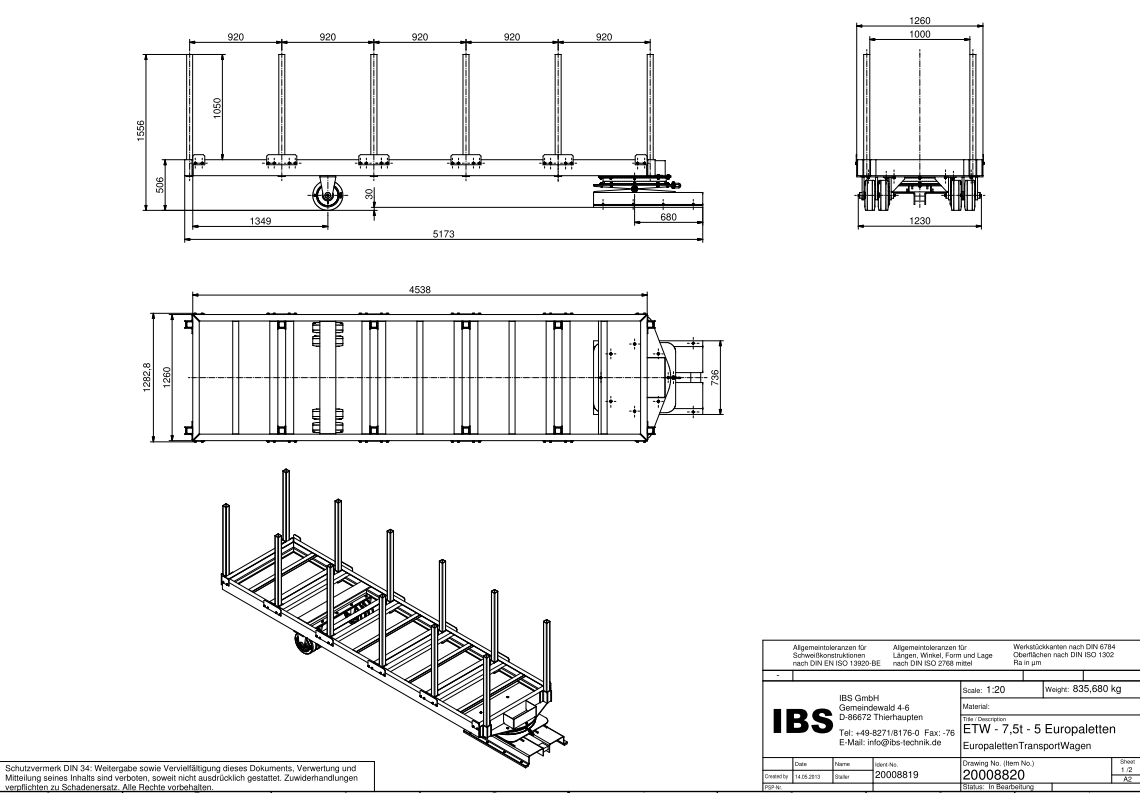 920 920 920 920 920
1556
1050
506
30
1349
680
5173
1260
1000
1230
4538
1282,8
1260
736
Allgemeintoleranzen für
Schweißkonstruktionen
nach DIN EN ISO 13920-BE
Allgemeintoleranzen für
Längen, Winkel, Form und Lage
nach DIN ISO 2768 mittel
Werkstückkanten nach DIN 6784
Oberflächen nach DIN ISO 1302
Ra in µm
-
IBS
IBS GmbH
Gemeindewald 4-6
D-86672 Thierhaupten
Tel: +49-8271/8176-0 Fax: -76
E-Mail: info@ibs-technik.de
Scale: 1:20
Weight: 835,680 kg
Material:
Title / Description
ETW - 7,5t - 5 Europaletten
EuropalettenTransportWagen
Date Name
Created by 14.05.2013 Staller
PSP-Nr.
Ident-No.
20008819
Drawing No. (Item No.)
20008820
Status: In Bearbeitung
Sheet
1 /2
A2
Schutzvermerk DIN 34: Weitergabe sowie Vervielfältigung dieses Dokuments, Verwertung und
Mitteilung seines Inhalts sind verboten, soweit nicht ausdrücklich gestattet. Zuwiderhandlungen
verpflichten zu Schadenersatz. Alle Rechte vorbehalten.